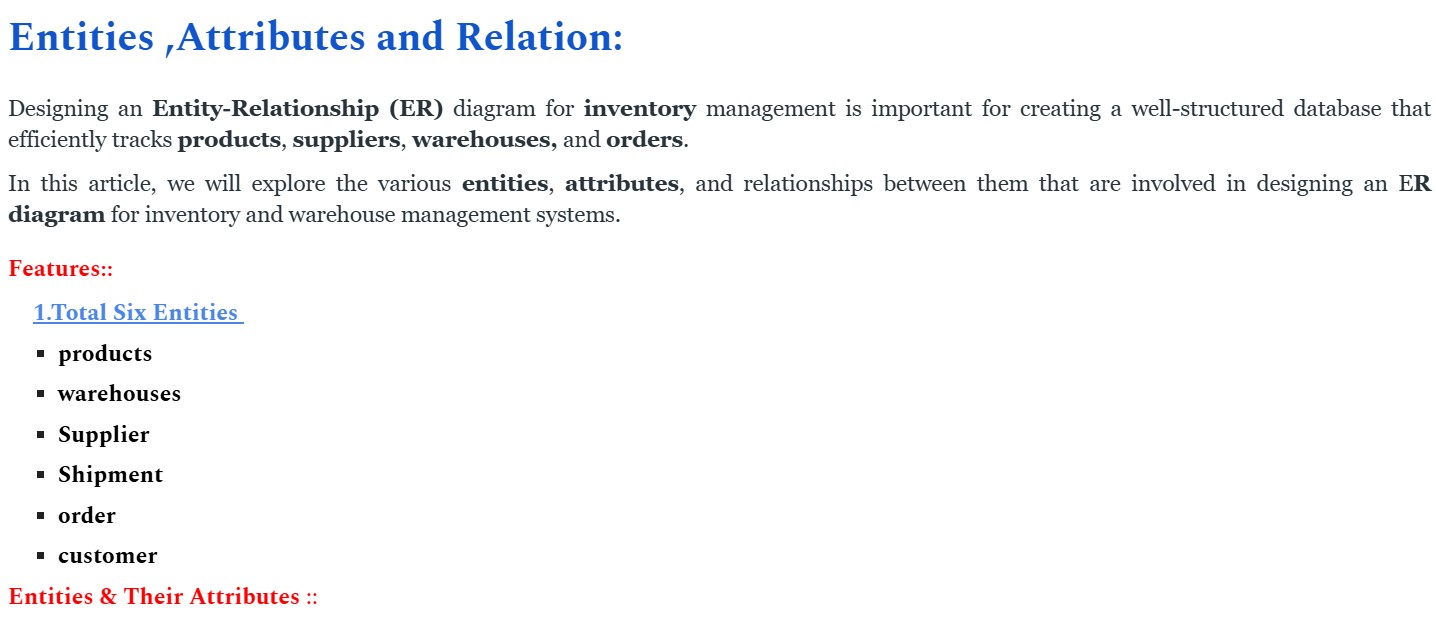 Entities ,Attributes and Relation:
Designing an Entity-Relationship (ER) diagram for inventory management is important for creating a well-structured database that
efficiently tracks products, suppliers, warehouses, and orders.
In this article, we will explore the various entities, attributes, and relationships between them that are involved in designing an ER
diagram for inventory and warehouse management systems.
Features::
1.Total Six Entities
▪ products
▪ warehouses
▪ Supplier
▪ Shipment
▪ order
▪ customer
Entities & Their Attributes ::